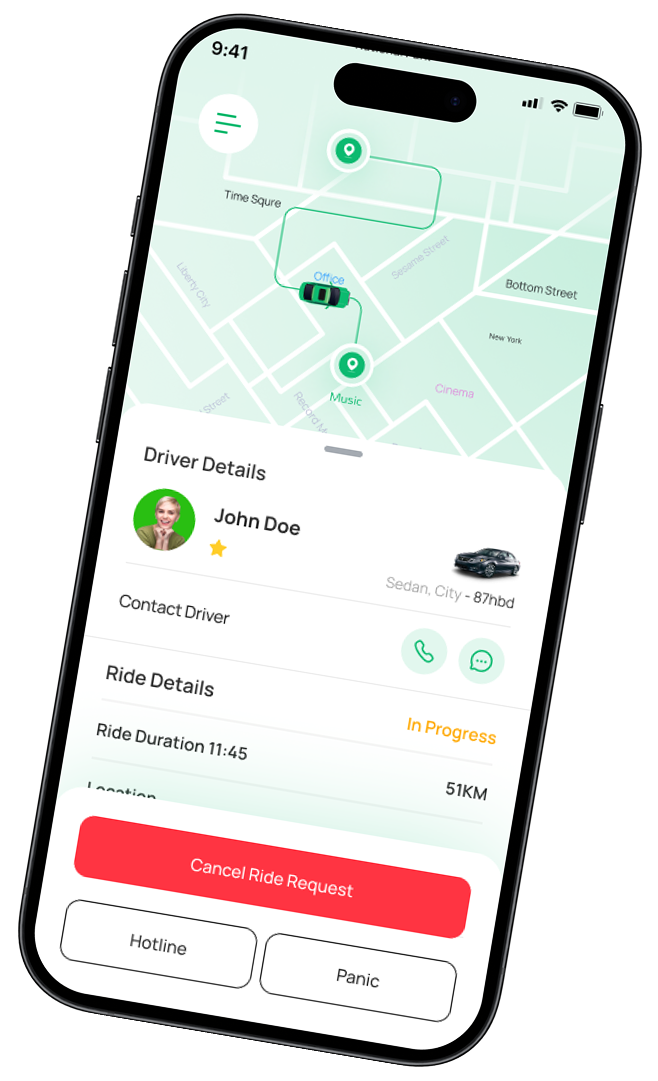 9:41
Time Squre
Office
Sesame Street
Liberty City
Bottom Street
New York
Cinema
Music
Street
Record
Driver Details
John Doe
Sedan, City - 87hbd
Contact Driver
Ride Details
In Progress
Ride Duration 11:45
51KM
Location
Cancel Ride Request
Hotline
Panic